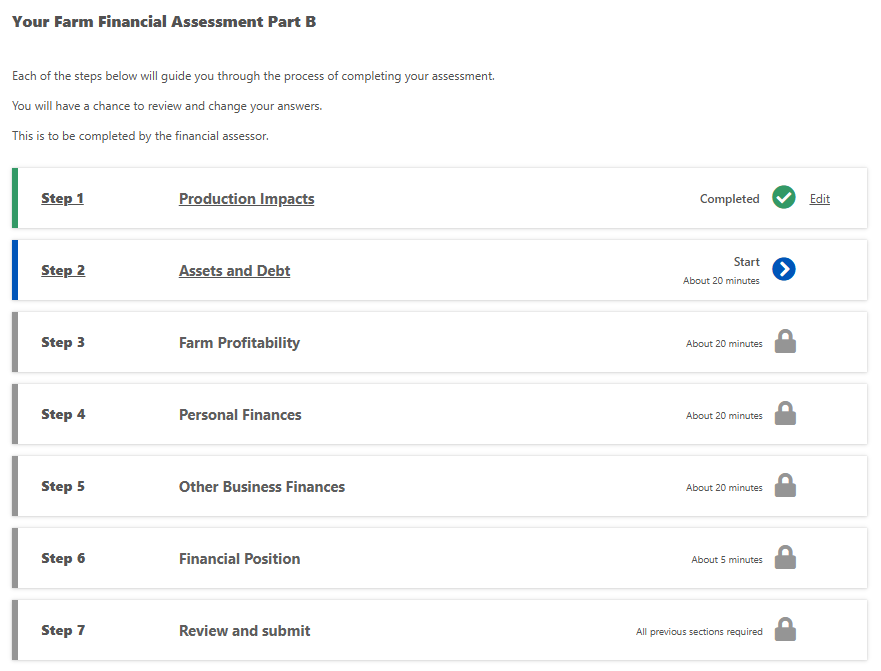 Your Farm Financial Assessment Part B
Each of the steps below will guide you through the process of completing your assessment.
You will have a chance to review and change your answers.
This is to be completed by the financial assessor.
Step 1 Production Impacts Completed Edit
Step 2 Assets and Debt Start
About 20 minutes
Step 3 Farm Profitability About 20 minutes
Step 4 Personal Finances About 20 minutes
Step 5 Other Business Finances About 20 minutes
Step 6 Financial Position About 5 minutes
Step 7 Review and submit All previous sections required